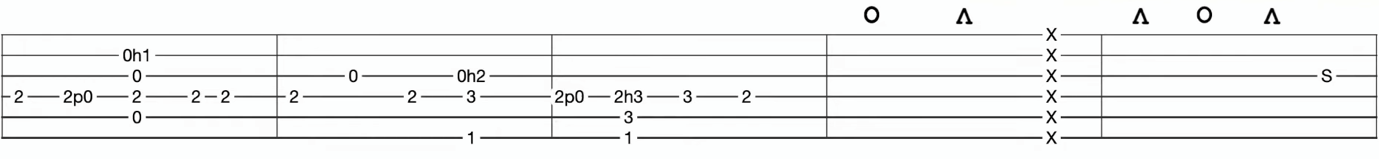 O Λ Λ O Λ
X
0h1 X
0 0 0h2 X S
2 2p0 2 2 2 2 2 3 2p0 2h3 3 2 X
0 3 X
1 1 X